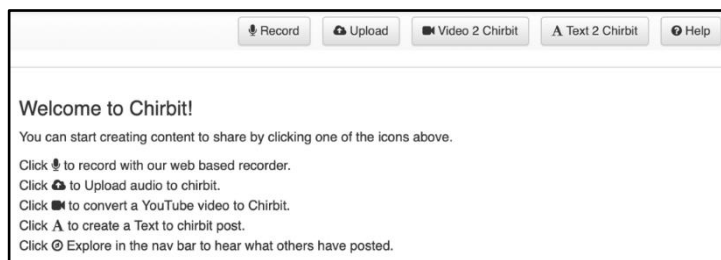 Record Upload Video 2 Chirbit Text 2 Chirbit Help
Welcome to Chirbit!
You can start creating content to share by clicking one of the icons above.
Click to record with our web based recorder.
Click to Upload audio to chirbit.
Click to convert a YouTube video to Chirbit.
Click A to create a Text to chirbit post.
Click Explore in the nav bar to hear what others have posted.